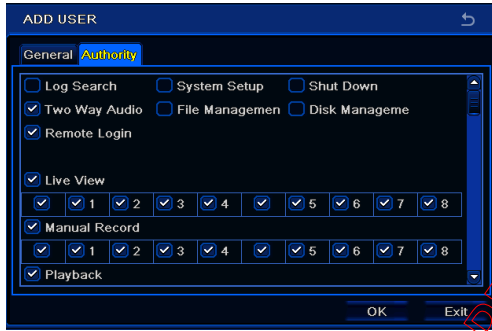 ADD USER
General Authority
Log Search System Setup Shut Down
Two Way Audio File Managemen Disk Manageme
Remote Login
Live View
1 2 3 4 5 6 7 8
Manual Record
1 2 3 4 5 6 7 8
Playback
OK Exit